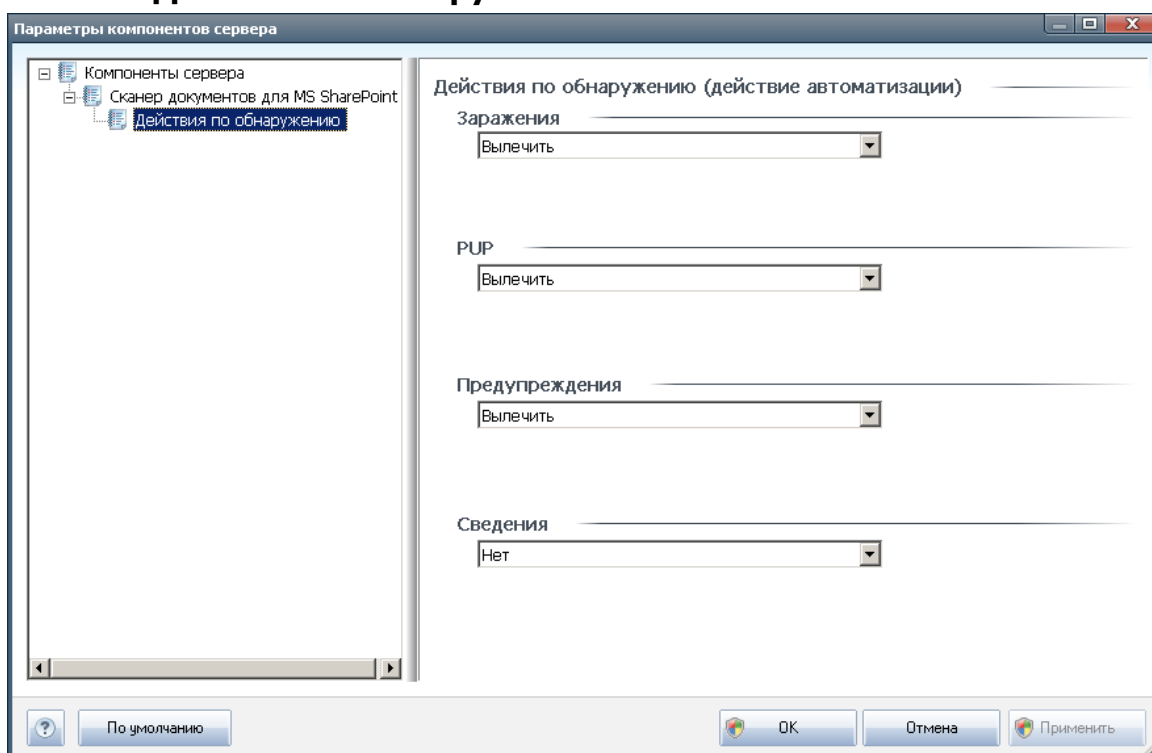 Параметры компонентов сервера
Компоненты сервера
Сканер документов для MS SharePoint
Действия по обнаружению
Действия по обнаружению (действие автоматизации)
Заражения
Вылечить
PUP
Вылечить
Предупреждения
Вылечить
Сведения
Нет
По умолчанию
OK
Отмена
Применить